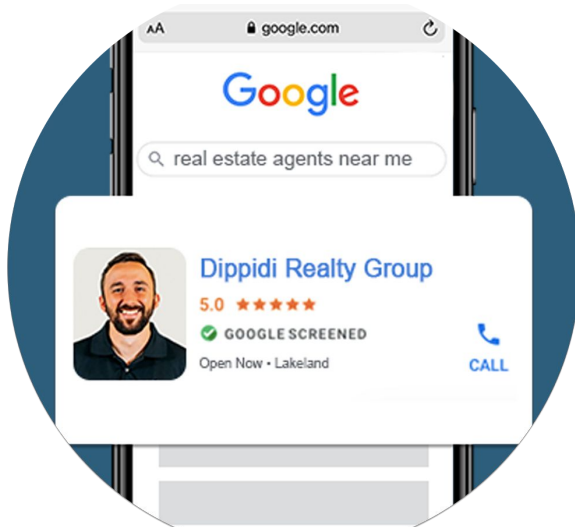 AA google.com
Google
real estate agents near me
Dippidi Realty Group
5.0
GOOGLE SCREENED
Open Now • Lakeland
CALL